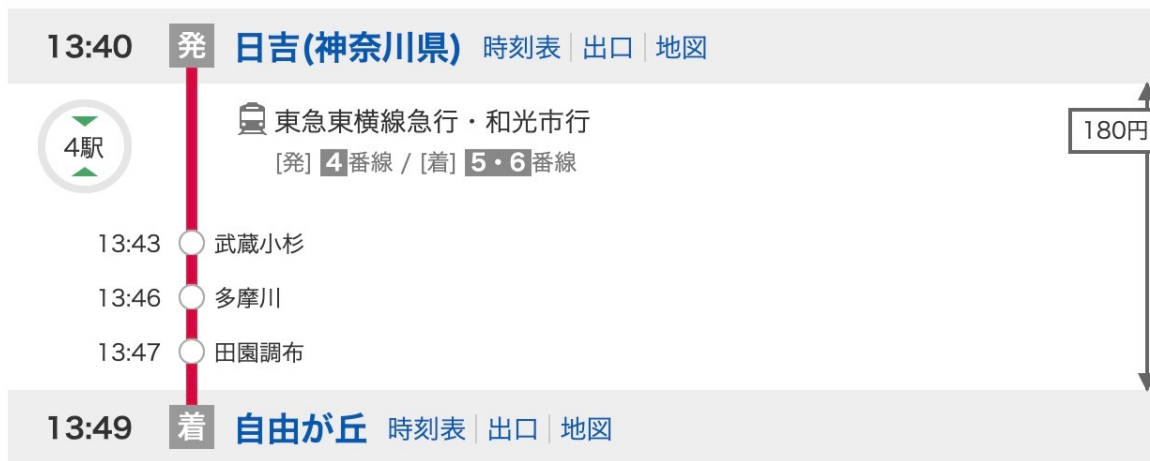 13:40 発 日吉(神奈川県) 時刻表 出口 地図
4駅
東急東横線急行・和光市行
[発] 4番線 / [着] 5・6番線
180円
13:43 武蔵小杉
13:46 多摩川
13:47 田園調布
13:49 着 自由が丘 時刻表 出口 地図